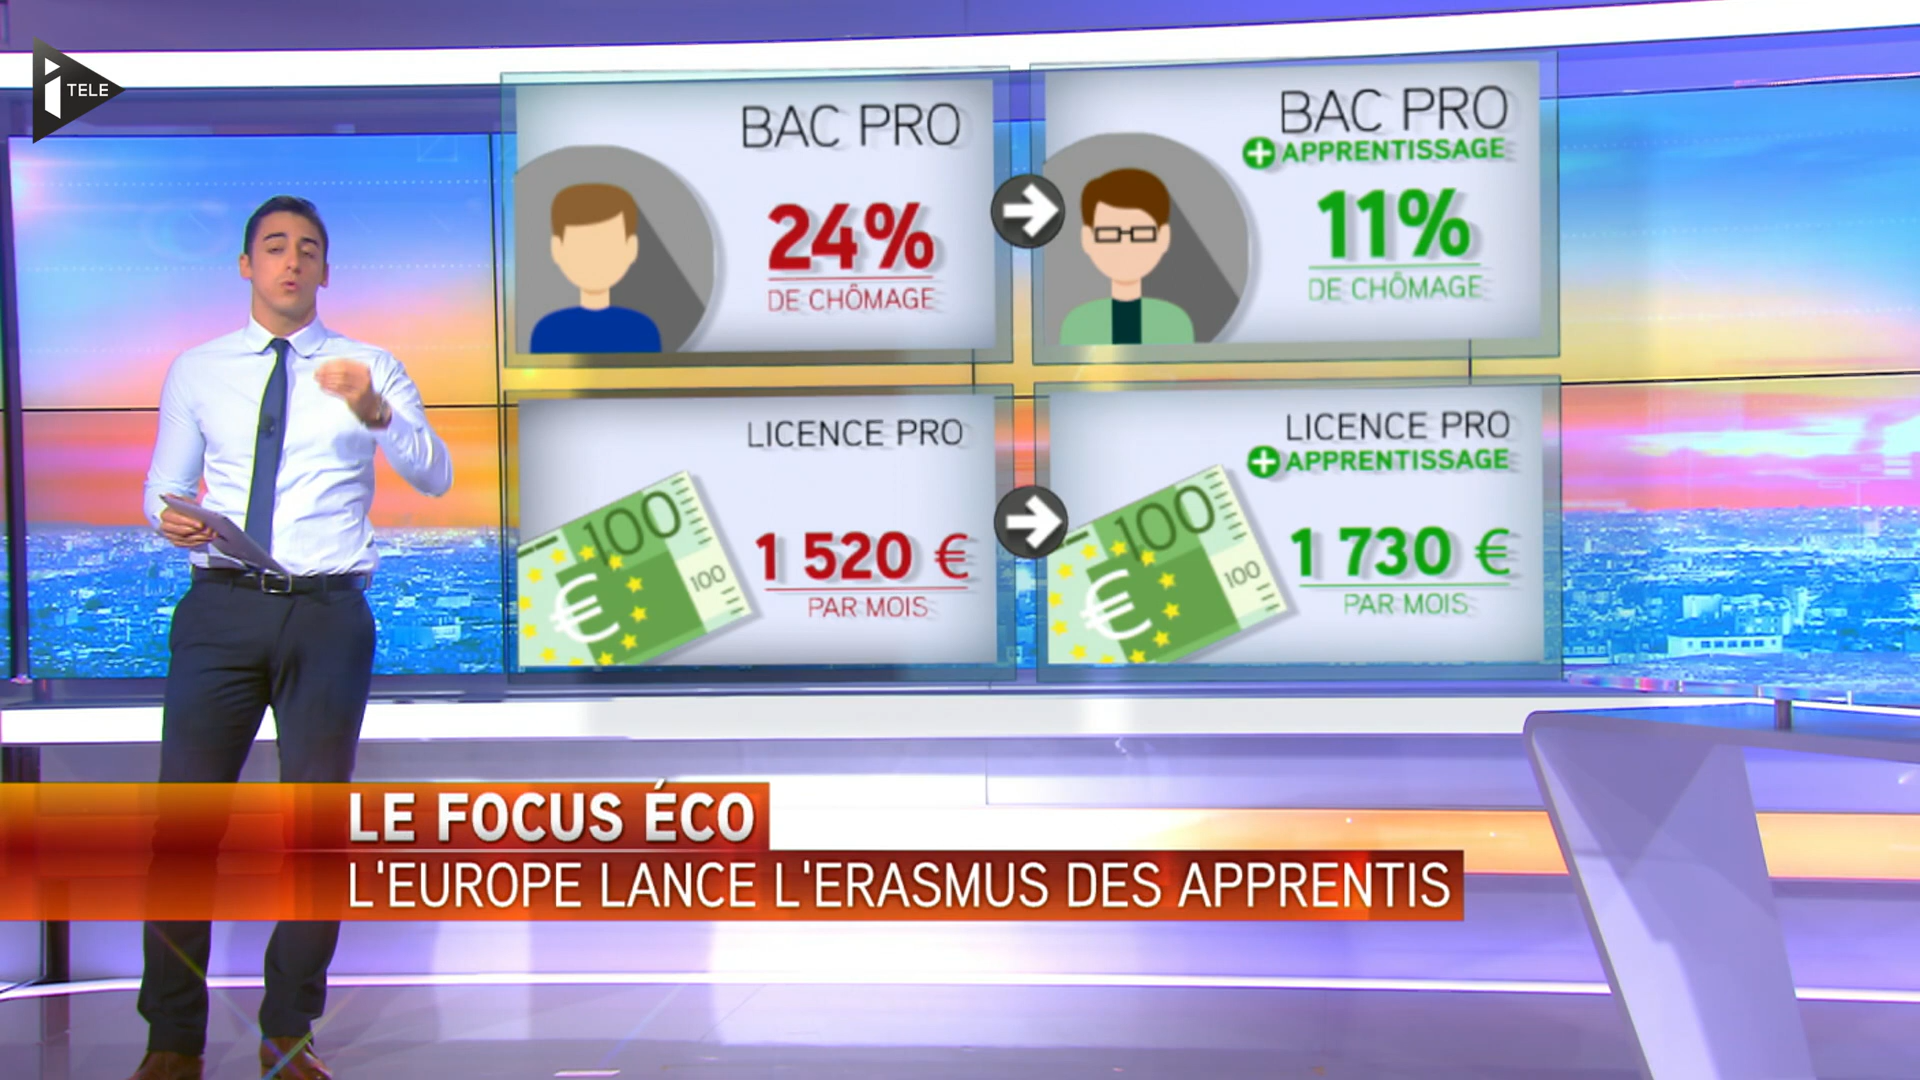 iTELE
BAC PRO
24%
DE CHÔMAGE
BAC PRO
+ APPRENTISSAGE
11%
DE CHÔMAGE
LICENCE PRO
100
100
€
1 520 €
PAR MOIS
LICENCE PRO
+ APPRENTISSAGE
100
100
€
1 730 €
PAR MOIS
LE FOCUS ÉCO
L'EUROPE LANCE L'ERASMUS DES APPRENTIS